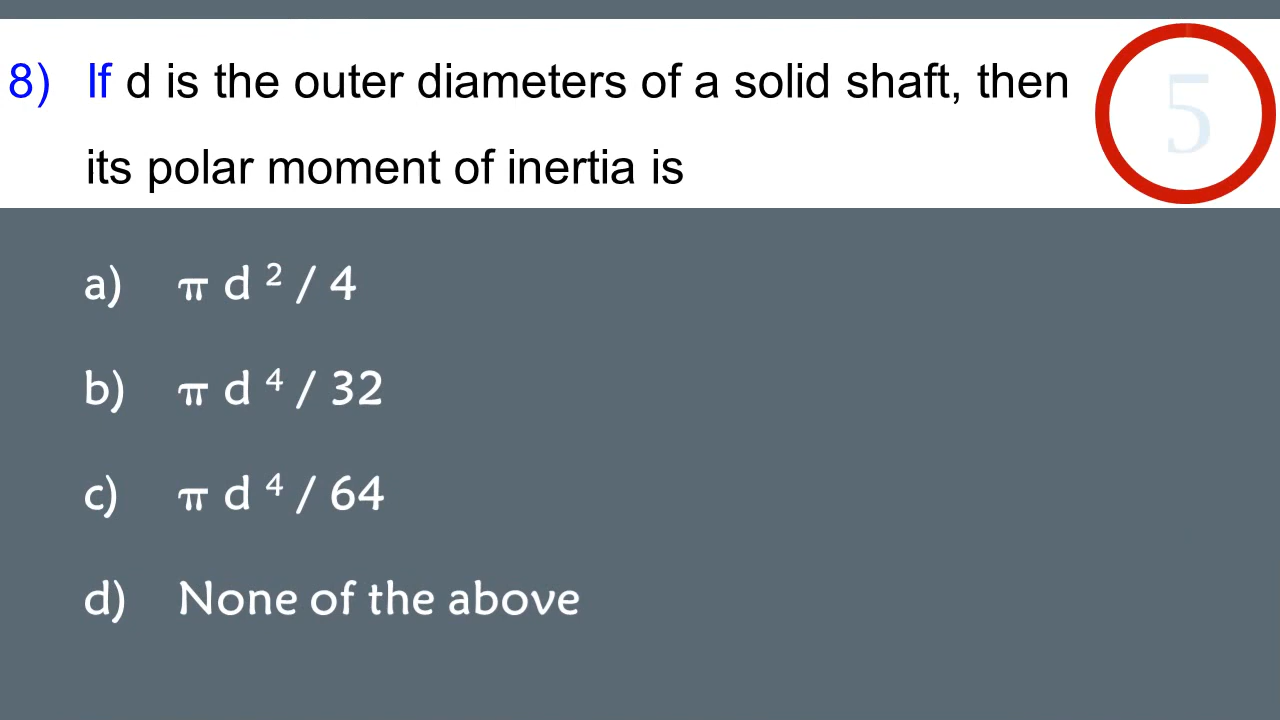 8) If d is the outer diameters of a solid shaft, then
its polar moment of inertia is
5
a) π d ² / 4
b) π d ⁴ / 32
c) π d ⁴ / 64
d) None of the above